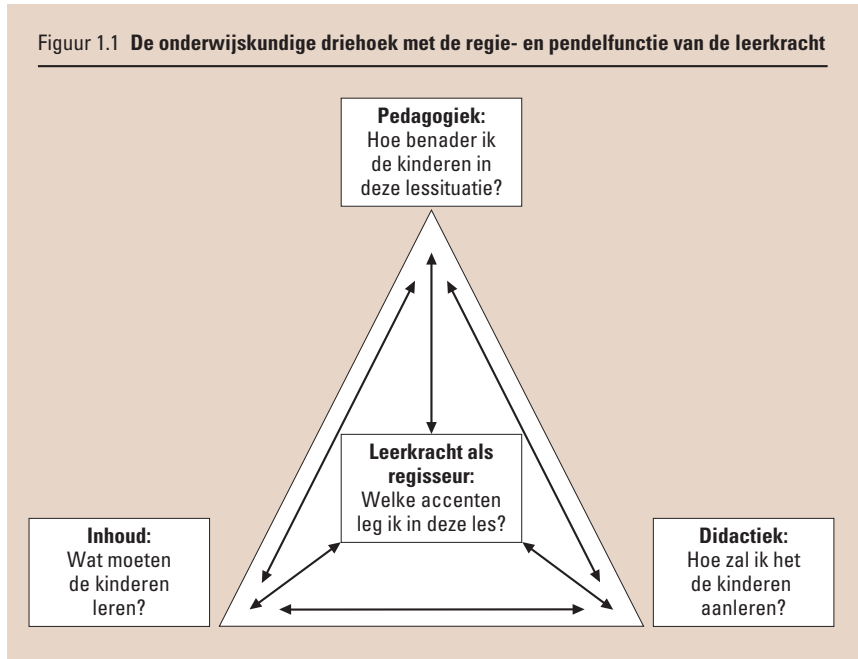 Figuur 1.1 De onderwijskundige driehoek met de regie- en pendelfunctie van de leerkracht
Pedagogiek:
Hoe benader ik
de kinderen in
deze lessituatie?
Leerkracht als
regisseur:
Welke accenten
leg ik in deze les?
Inhoud:
Wat moeten
de kinderen
leren?
Didactiek:
Hoe zal ik het
de kinderen
aanleren?